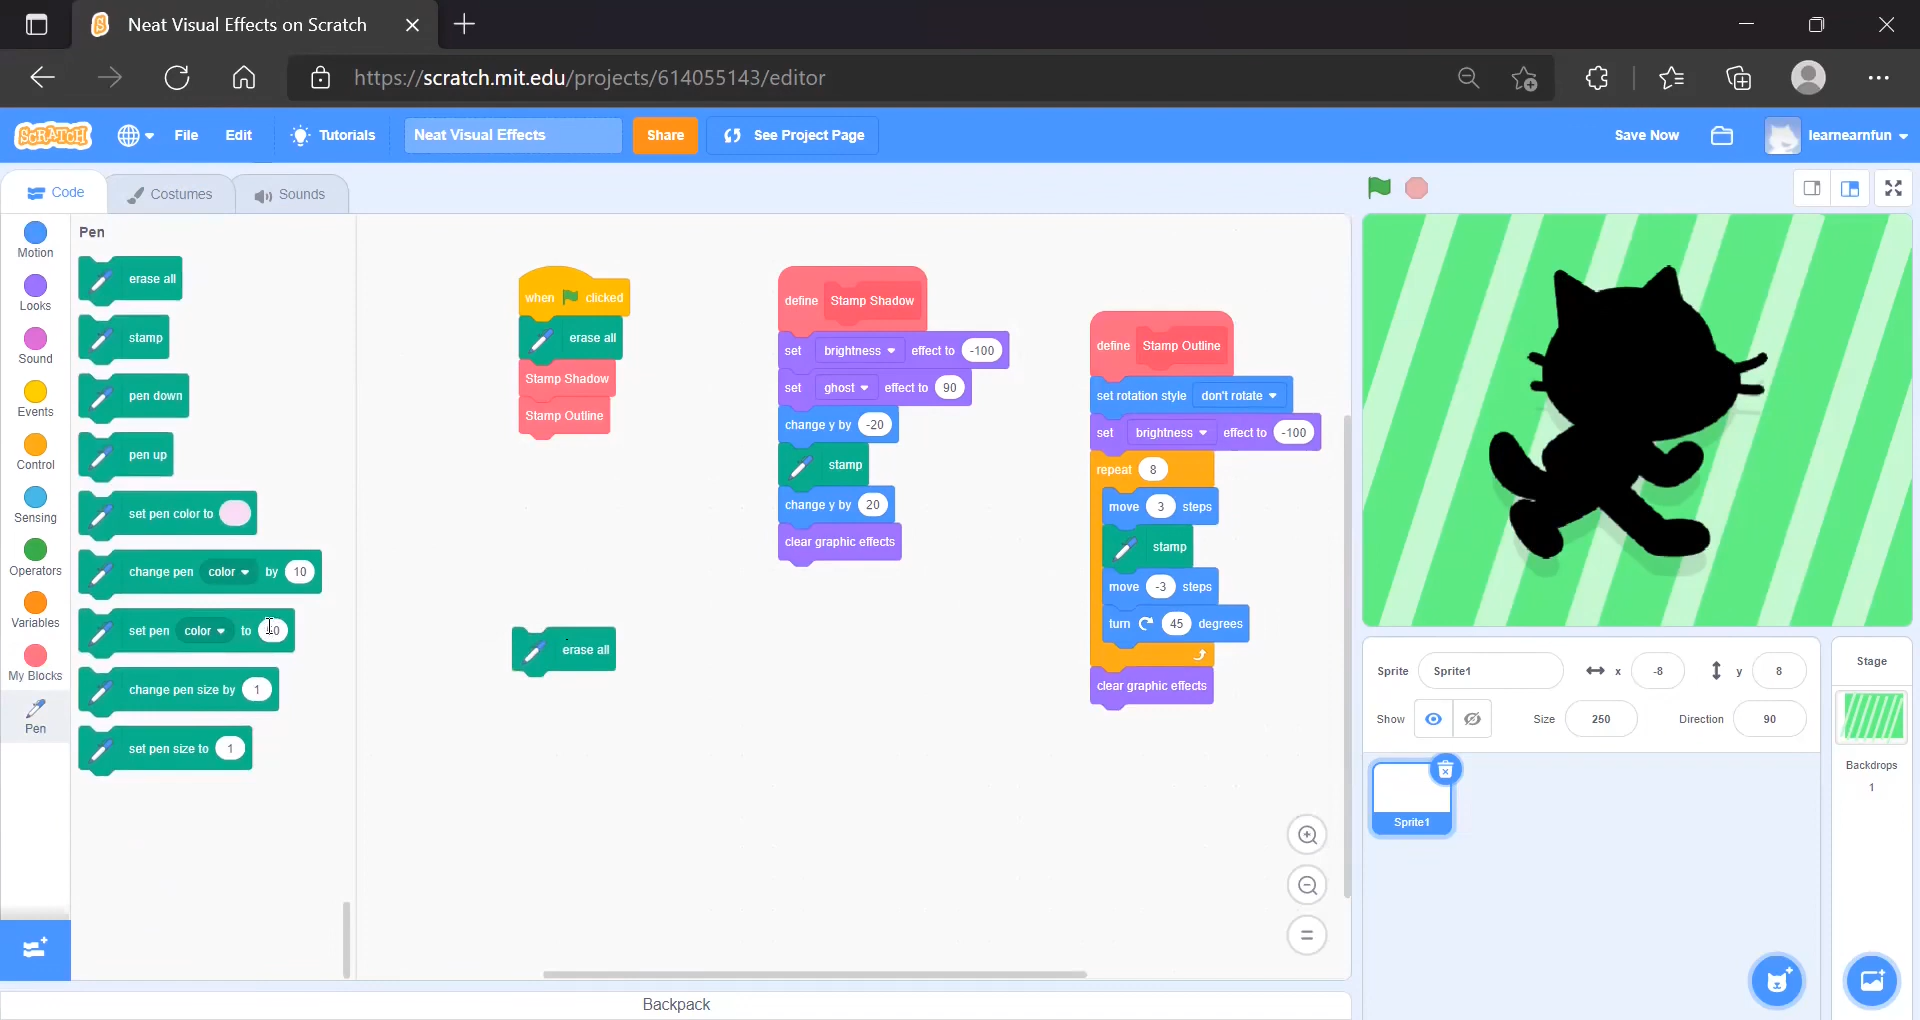 Neat Visual Effects on Scratch
https://scratch.mit.edu/projects/614055143/editor
SCRATCH
File
Edit
Tutorials
Neat Visual Effects
Share
See Project Page
Save Now
learnearnfun
Code
Costumes
Sounds
Motion
Looks
Sound
Events
Control
Sensing
Operators
Variables
My Blocks
Pen
Pen
erase all
stamp
pen down
pen up
set pen color to
change pen color by 10
set pen color to
change pen size by 1
set pen size to 1
when clicked
erase all
Stamp Shadow
Stamp Outline
erase all
define Stamp Shadow
set brightness effect to -100
set ghost effect to 90
change y by -20
stamp
change y by 20
clear graphic effects
define Stamp Outline
set rotation style don't rotate
set brightness effect to -100
repeat 8
move 3 steps
stamp
move -3 steps
turn 45 degrees
clear graphic effects
Sprite Sprite1 x -8 y 8
Show Size 250 Direction 90
Sprite1
Stage
Backdrops
1
Backpack